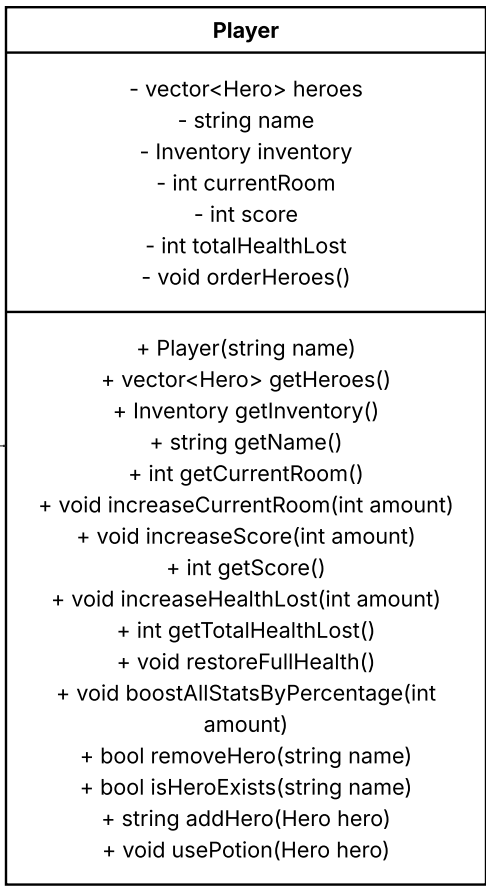 Player
- vector<Hero> heroes
- string name
- Inventory inventory
- int currentRoom
- int score
- int totalHealthLost
- void orderHeroes()
+ Player(string name)
+ vector<Hero> getHeroes()
+ Inventory getInventory()
+ string getName()
+ int getCurrentRoom()
+ void increaseCurrentRoom(int amount)
+ void increaseScore(int amount)
+ int getScore()
+ void increaseHealthLost(int amount)
+ int getTotalHealthLost()
+ void restoreFullHealth()
+ void boostAllStatsByPercentage(int
amount)
+ bool removeHero(string name)
+ bool isHeroExists(string name)
+ string addHero(Hero hero)
+ void usePotion(Hero hero)